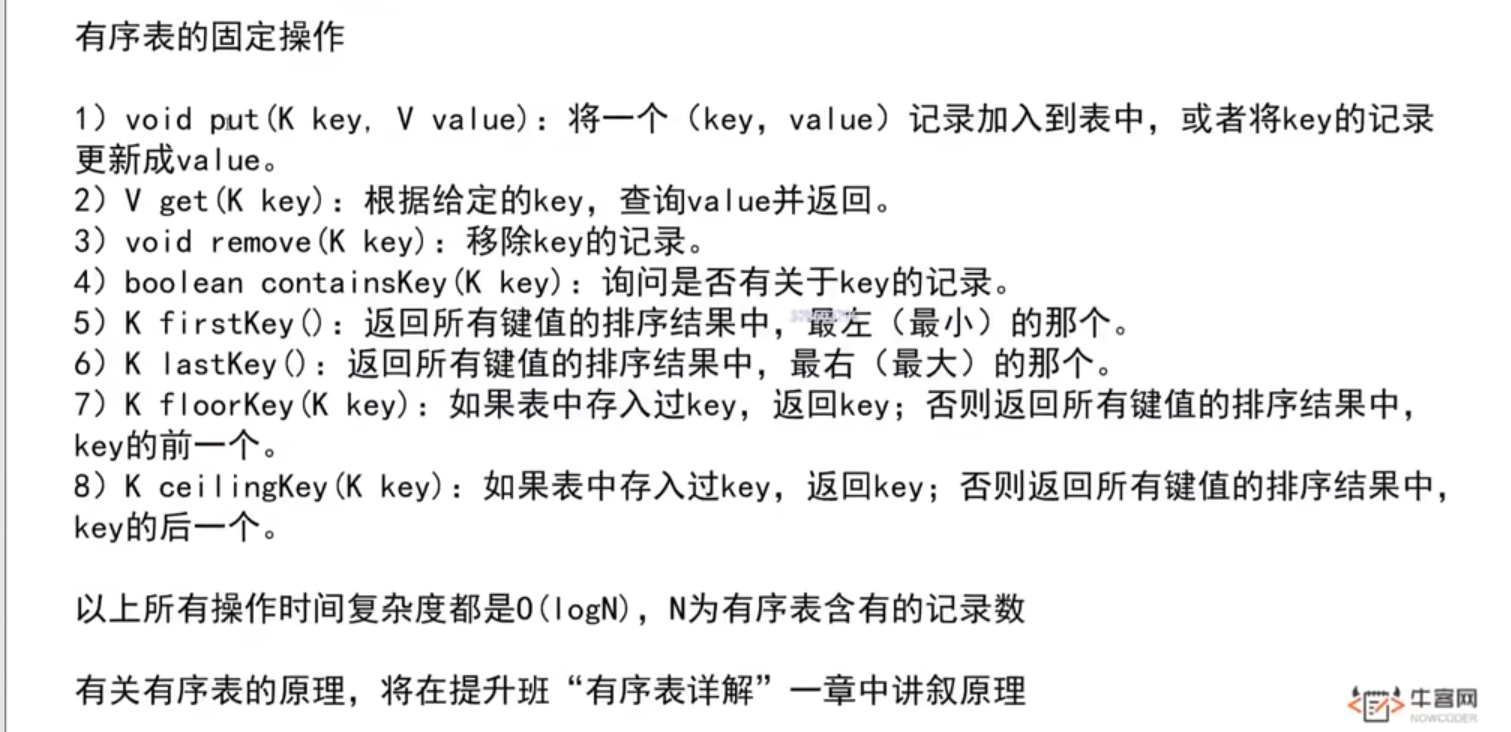 有序表的固定操作
1）void put(K key, V value)：将一个（key，value）记录加入到表中，或者将key的记录
更新成value。
2）V get(K key)：根据给定的key，查询value并返回。
3）void remove(K key)：移除key的记录。
4）boolean containsKey(K key)：询问是否有关于key的记录。
5）K firstKey()：返回所有键值的排序结果中，最左（最小）的那个。
6）K lastKey()：返回所有键值的排序结果中，最右（最大）的那个。
7）K floorKey(K key)：如果表中存入过key，返回key；否则返回所有键值的排序结果中，
key的前一个。
8）K ceilingKey(K key)：如果表中存入过key，返回key；否则返回所有键值的排序结果中，
key的后一个。
以上所有操作时间复杂度都是O(logN)，N为有序表含有的记录数
有关有序表的原理，将在提升班“有序表详解”一章中讲叙原理
牛客网
NOWCODER